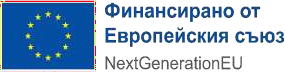 Финансирано от
Европейския съюз
NextGenerationEU